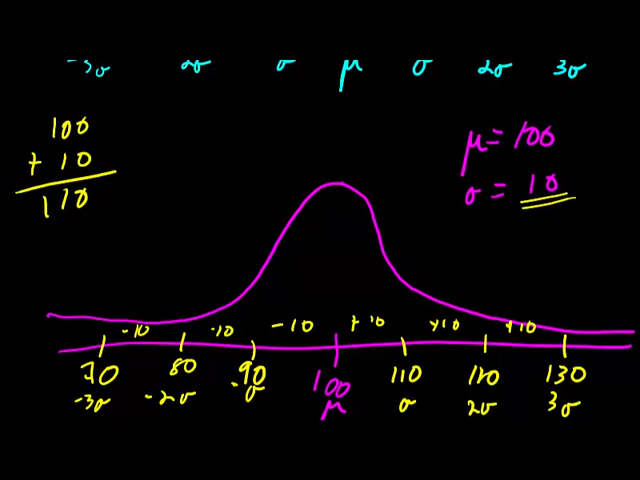 -3σ 2σ σ μ σ 2σ 3σ
100
+ 10
110
μ = 100
σ = 10
-10 -10 -10 +10 +10 +10
70 80 90 100 110 120 130
-3σ -2σ -σ μ σ 2σ 3σ